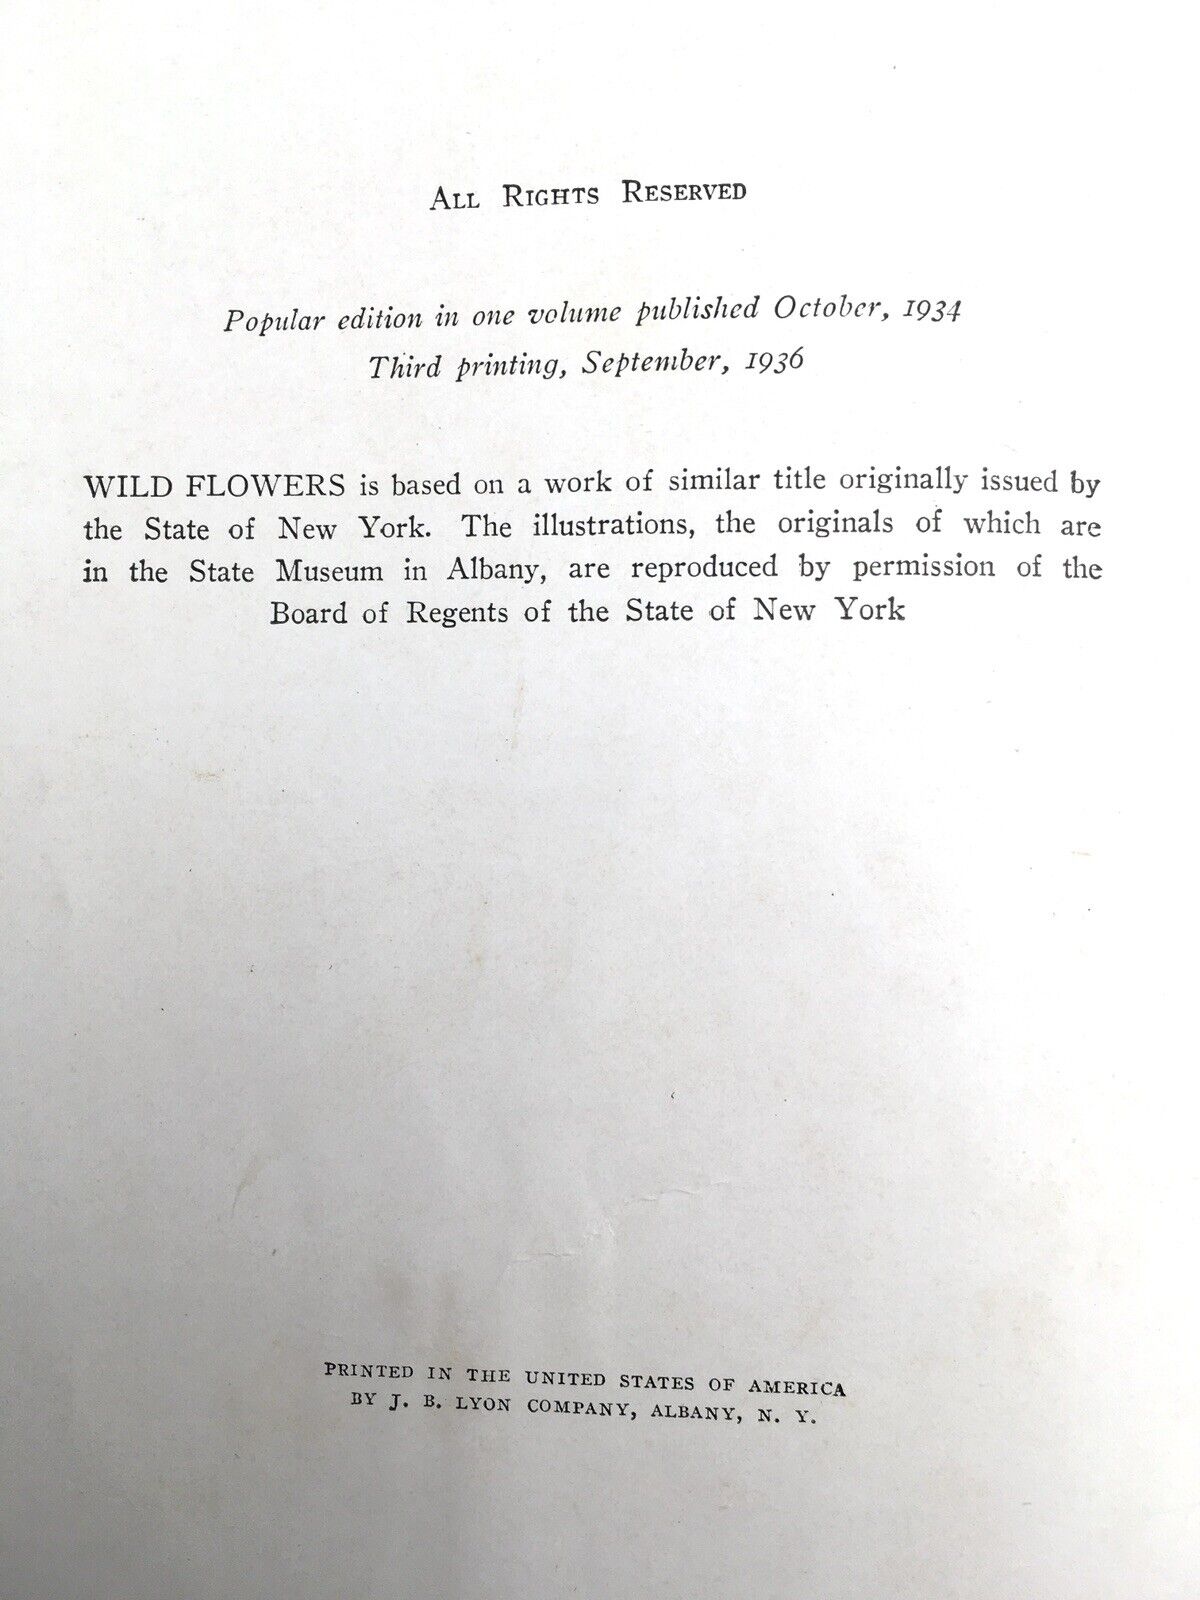 All Rights Reserved
Popular edition in one volume published October, 1934
Third printing, September, 1936
WILD FLOWERS is based on a work of similar title originally issued by
the State of New York. The illustrations, the originals of which are
in the State Museum in Albany, are reproduced by permission of the
Board of Regents of the State of New York
PRINTED IN THE UNITED STATES OF AMERICA
BY J. B. LYON COMPANY, ALBANY, N. Y.